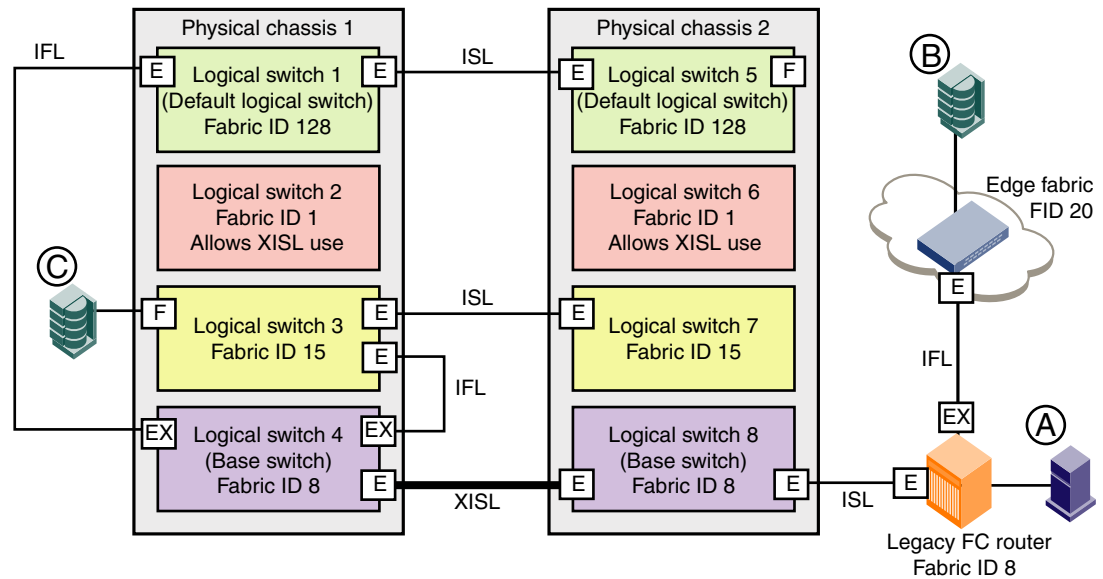 Physical chassis 1
Physical chassis 2
IFL
E
Logical switch 1
(Default logical switch)
Fabric ID 128
E
ISL
E
Logical switch 5
(Default logical switch)
Fabric ID 128
F
B
Logical switch 2
Fabric ID 1
Allows XISL use
Logical switch 6
Fabric ID 1
Allows XISL use
Edge fabric
FID 20
E
C
F
Logical switch 3
Fabric ID 15
E
E
ISL
E
Logical switch 7
Fabric ID 15
IFL
IFL
EX
Logical switch 4
(Base switch)
Fabric ID 8
EX
E
XISL
E
Logical switch 8
(Base switch)
Fabric ID 8
E
ISL
E
EX
A
Legacy FC router
Fabric ID 8